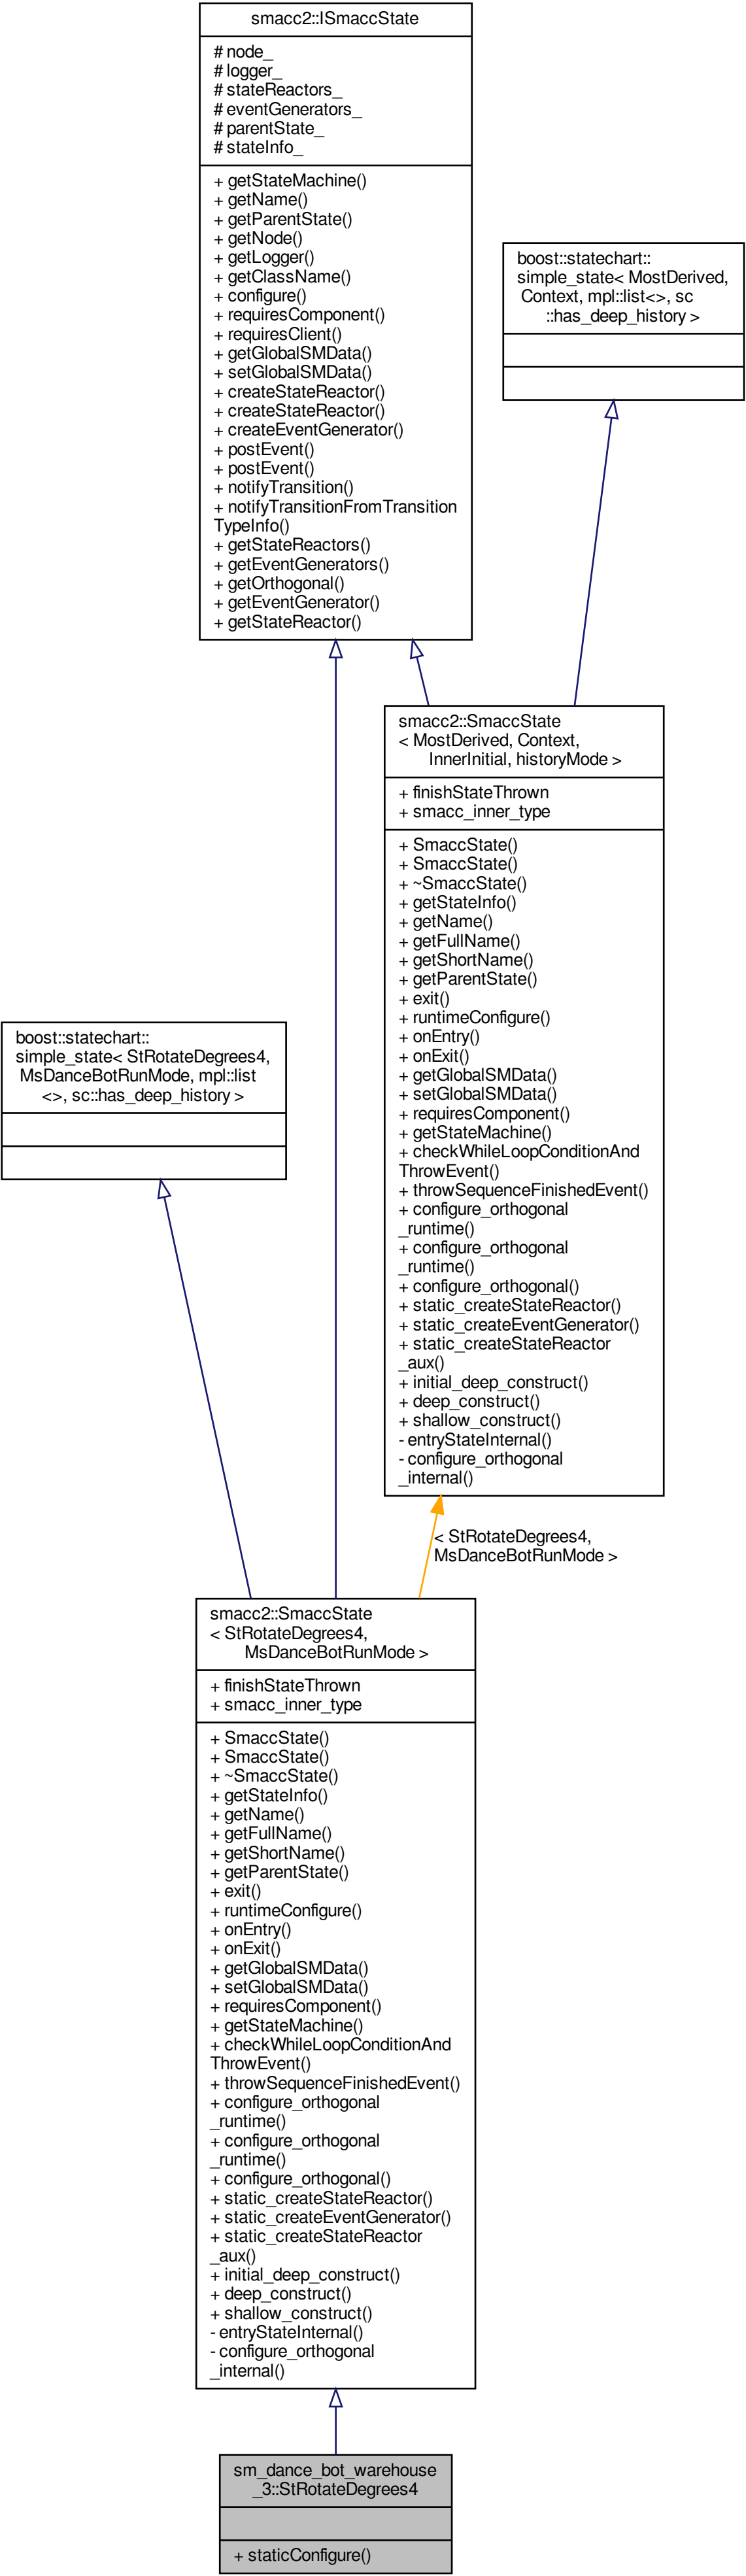 smacc2::ISmaccState
# node_
# logger_
# stateReactors_
# eventGenerators_
# parentState_
# stateInfo_
+ getStateMachine()
+ getName()
+ getParentState()
+ getNode()
+ getLogger()
+ getClassName()
+ configure()
+ requiresComponent()
+ requiresClient()
+ getGlobalSMData()
+ setGlobalSMData()
+ createStateReactor()
+ createStateReactor()
+ createEventGenerator()
+ postEvent()
+ postEvent()
+ notifyTransition()
+ notifyTransitionFromTransition
TypeInfo()
+ getStateReactors()
+ getEventGenerators()
+ getOrthogonal()
+ getEventGenerator()
+ getStateReactor()
boost::statechart::
simple_state< MostDerived,
Context, mpl::list<>, sc
::has_deep_history >
smacc2::SmaccState
< MostDerived, Context,
InnerInitial, historyMode >
+ finishStateThrown
+ smacc_inner_type
+ SmaccState()
+ SmaccState()
+ ~SmaccState()
+ getStateInfo()
+ getName()
+ getFullName()
+ getShortName()
+ getParentState()
+ exit()
+ runtimeConfigure()
+ onEntry()
+ onExit()
+ getGlobalSMData()
+ setGlobalSMData()
+ requiresComponent()
+ getStateMachine()
+ checkWhileLoopConditionAnd
ThrowEvent()
+ throwSequenceFinishedEvent()
+ configure_orthogonal
_runtime()
+ configure_orthogonal
_runtime()
+ configure_orthogonal()
+ static_createStateReactor()
+ static_createEventGenerator()
+ static_createStateReactor
_aux()
+ initial_deep_construct()
+ deep_construct()
+ shallow_construct()
- entryStateInternal()
- configure_orthogonal
_internal()
boost::statechart::
simple_state< StRotateDegrees4,
MsDanceBotRunMode, mpl::list
<>, sc::has_deep_history >
< StRotateDegrees4,
MsDanceBotRunMode >
smacc2::SmaccState
< StRotateDegrees4,
MsDanceBotRunMode >
+ finishStateThrown
+ smacc_inner_type
+ SmaccState()
+ SmaccState()
+ ~SmaccState()
+ getStateInfo()
+ getName()
+ getFullName()
+ getShortName()
+ getParentState()
+ exit()
+ runtimeConfigure()
+ onEntry()
+ onExit()
+ getGlobalSMData()
+ setGlobalSMData()
+ requiresComponent()
+ getStateMachine()
+ checkWhileLoopConditionAnd
ThrowEvent()
+ throwSequenceFinishedEvent()
+ configure_orthogonal
_runtime()
+ configure_orthogonal
_runtime()
+ configure_orthogonal()
+ static_createStateReactor()
+ static_createEventGenerator()
+ static_createStateReactor
_aux()
+ initial_deep_construct()
+ deep_construct()
+ shallow_construct()
- entryStateInternal()
- configure_orthogonal
_internal()
sm_dance_bot_warehouse
_3::StRotateDegrees4
+ staticConfigure()